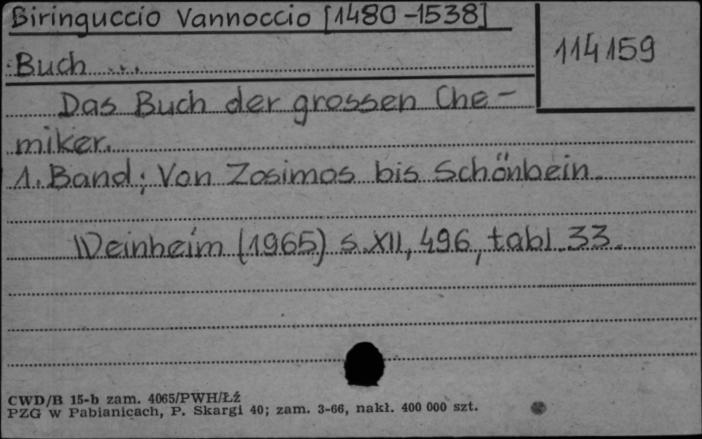 Biringuccio Vannoccio [1480-1538]
114159
Buch ...
Das Buch der grossen Che-
miker.
1. Band; Von Zosimos bis Schönbein.
Weinheim (1965) s. XII, 496, tabl. 33.
CWD/B 15-b zam. 4065/PWH/Łż
PZG w Pabianicach, P. Skargi 40; zam. 3-66, nakł. 400 000 szt.